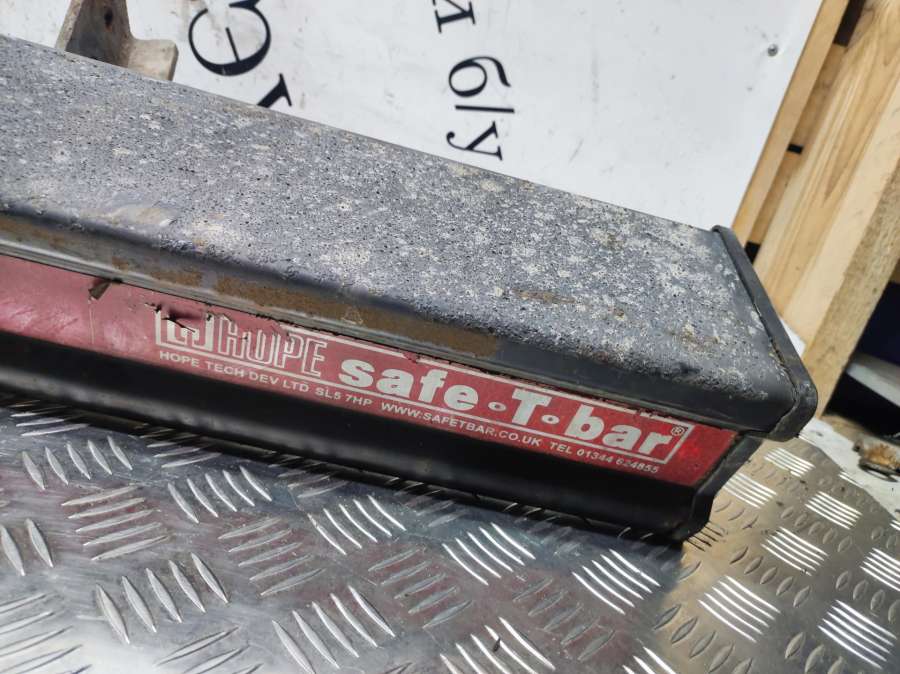 Э
и б/у
HOPE safe·T·bar®
HOPE TECH DEV LTD SL5 7HP WWW.SAFETBAR.CO.UK TEL 01344 624855